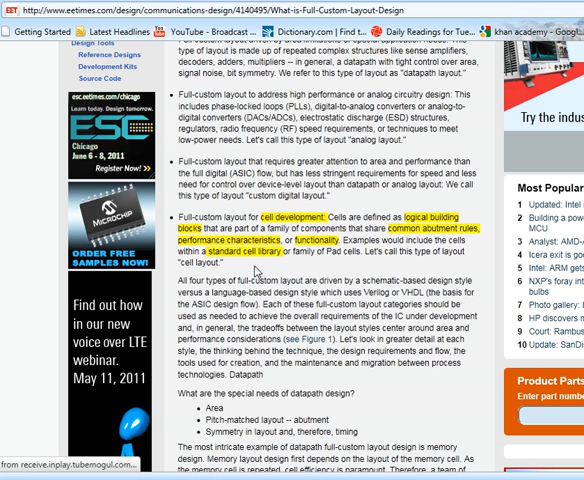 http://www.eetimes.com/design/communications-design/4140495/What-is-Full-Custom-Layout-Design
Getting Started
Latest Headlines
YouTube - Broadcast ...
Dictionary.com | Find t...
Daily Readings for Tue...
khan academy - Googl...
Design Tools
Reference Designs
Development Kits
Source Code
esc.eetimes.com/chicago
Learn today. Design tomorrow.
ESC
Chicago
June 6 - 8, 2011
Register Now!
MICROCHIP
ORDER FREE
SAMPLES NOW!
Find out how
in our new
voice over LTE
webinar.
May 11, 2011
from receive.inplay.tubemogul.com...
type of layout is made up of repeated complex structures like sense amplifiers,
decoders, adders, multipliers -- in general, a datapath with tight control over area,
signal noise, bit symmetry. We refer to this type of layout as "datapath layout."
• Full-custom layout to address high performance or analog circuitry design: This
includes phase-locked loops (PLLs), digital-to-analog converters or analog-to-
digital converters (DACs/ADCs), electrostatic discharge (ESD) structures,
regulators, radio frequency (RF) speed requirements, or techniques to meet
low-power needs. Let's call this type of layout "analog layout."
• Full-custom layout that requires greater attention to area and performance than
the full digital (ASIC) flow, but has less stringent requirements for speed and less
need for control over device-level layout than datapath or analog layout: We call
this type of layout "custom digital layout."
• Full-custom layout for cell development: Cells are defined as logical building
blocks that are part of a family of components that share common abutment rules,
performance characteristics, or functionality. Examples would include the cells
within a standard cell library or family of Pad cells. Let's call this type of layout
"cell layout."
All four types of full-custom layout are driven by a schematic-based design style
versus a language-based design style which uses Verilog or VHDL (the basis for
the ASIC design flow). Each of these full-custom layout categories should be
used as needed to achieve the overall requirements of the IC under development
and, in general, the tradeoffs between the layout styles center around area and
performance considerations (see Figure 1). Let's look in greater detail at each
style, the thinking behind the technique, the design requirements and flow, the
tools used for creation, and the maintenance and migration between process
technologies. Datapath
What are the special needs of datapath design?
• Area
• Pitch-matched layout -- abutment
• Symmetry in layout and, therefore, timing
The most intricate example of datapath full-custom layout design is memory
design. Memory layout design first depends on the layout of the memory cell. As
the memory cell is repeated, cell efficiency is paramount. Therefore, a team of
Try the indus
Most Popular
1 Updated: Intel
2 Building a pow
MCU
3 Analyst: AMD-
4 Icera exit is goo
5 Intel: ARM gets
6 NXP's foray int
bulbs
7 Photo gallery: I
8 HP discovers n
9 Court: Rambus
10 Update: SanDi
Product Parts
Enter part numbe